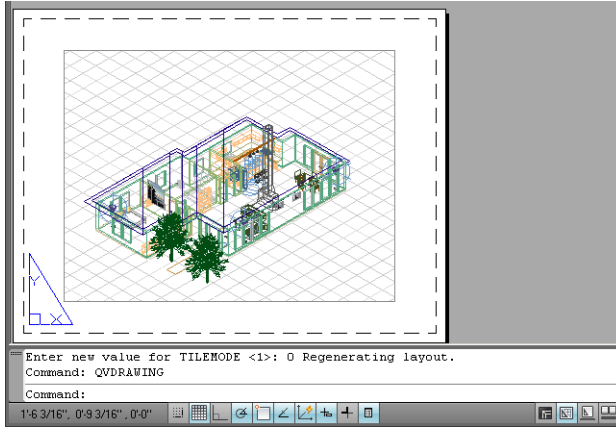 Y
X
Enter new value for TILEMODE <1>: 0 Regenerating layout.
Command: QVDRAWING
Command:
1'-6 3/16", 0'-9 3/16" , 0'-0"